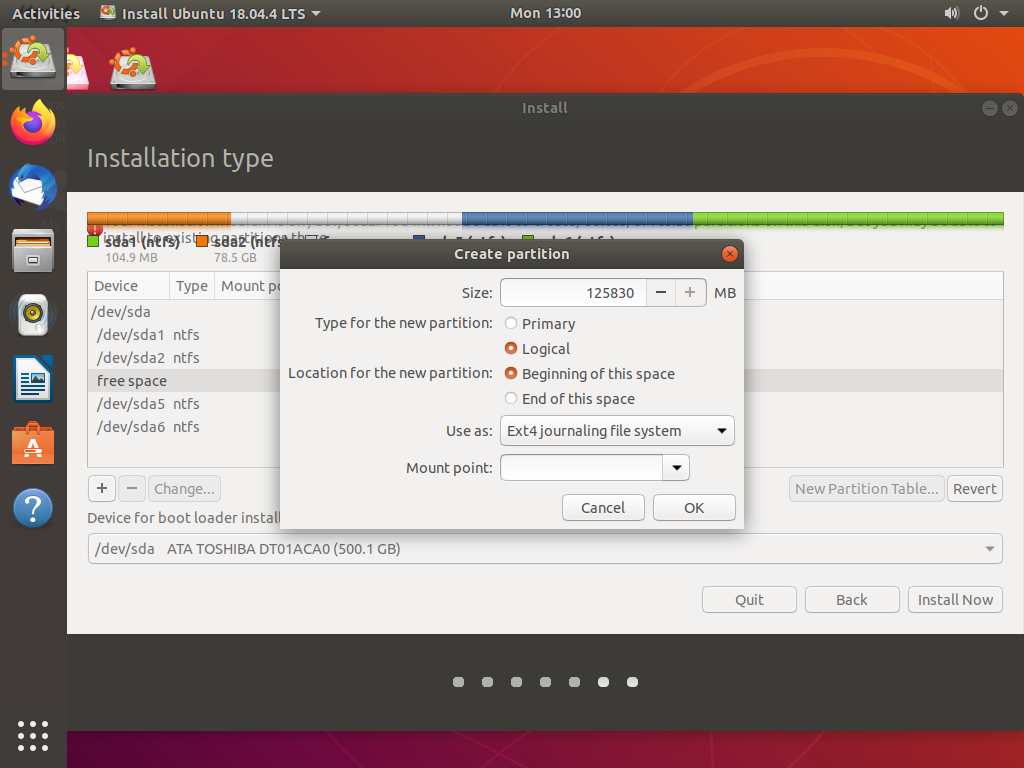 Activities
Install Ubuntu 18.04.4 LTS
Mon 13:00
Install
Installation type
install to existing partitions
sda1 (ntfs)
sda2 (ntfs
104.9 MB
78.5 GB
Create partition
Device
Type
Mount po
/dev/sda
/dev/sda1 ntfs
/dev/sda2 ntfs
free space
/dev/sda5 ntfs
/dev/sda6 ntfs
Size: 125830 MB
Type for the new partition: Primary
Logical
Location for the new partition: Beginning of this space
End of this space
Use as: Ext4 journaling file system
Mount point:
Cancel
OK
Change...
New Partition Table...
Revert
Device for boot loader instal
/dev/sda ATA TOSHIBA DT01ACA0 (500.1 GB)
Quit
Back
Install Now